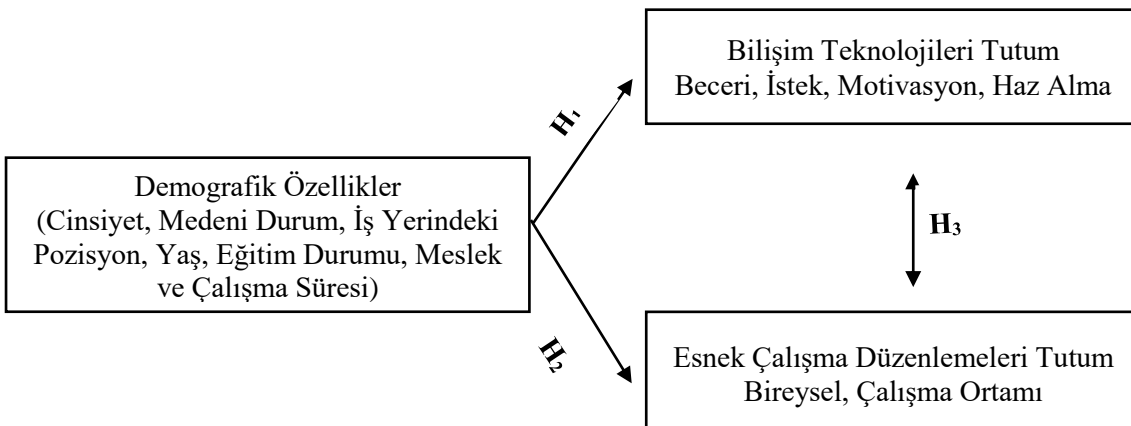 Bilişim Teknolojileri Tutum
Beceri, İstek, Motivasyon, Haz Alma
H₁
Demografik Özellikler
(Cinsiyet, Medeni Durum, İş Yerindeki
Pozisyon, Yaş, Eğitim Durumu, Meslek
ve Çalışma Süresi)
H₃
H₂
Esnek Çalışma Düzenlemeleri Tutum
Bireysel, Çalışma Ortamı